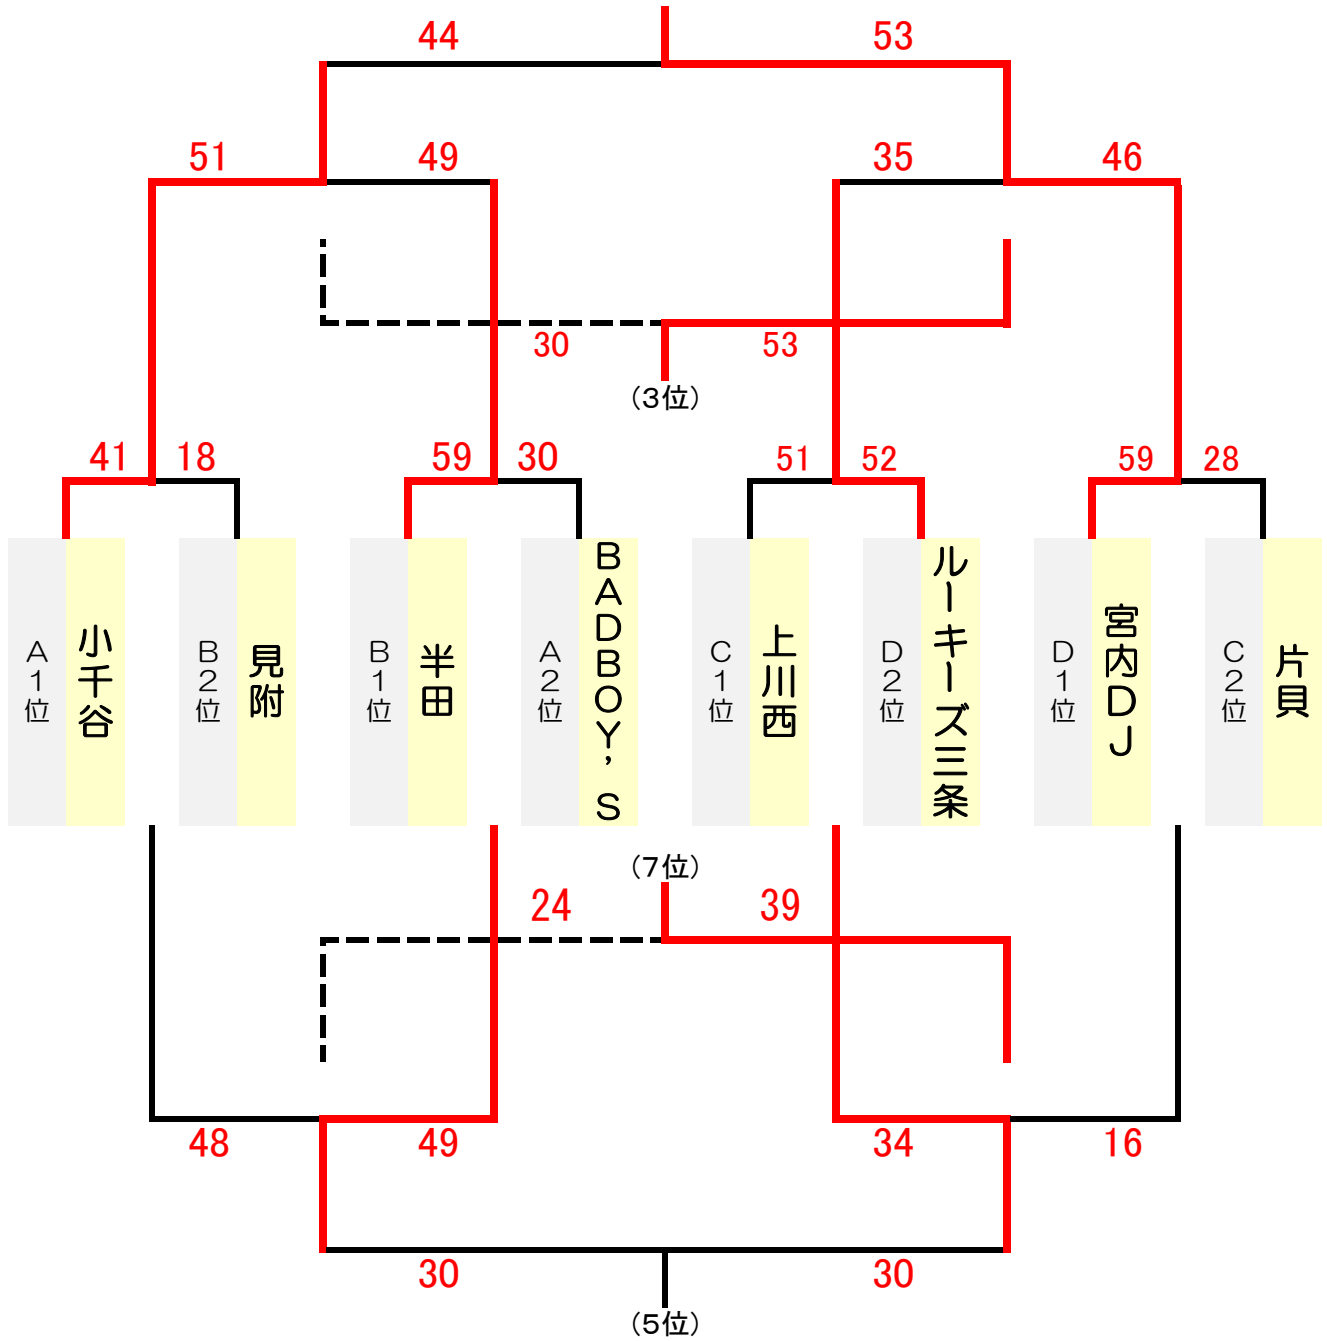 44 53
51 49 35 46
30 53
(3位)
41 18 59 30 51 52 59 28
A1位
小千谷
B2位
見附
B1位
半田
A2位
BADBOY’S
C1位
上川西
D2位
ルーキーズ三条
D1位
宮内DJ
C2位
片貝
(7位)
24 39
48 49 34 16
30 30
(5位)